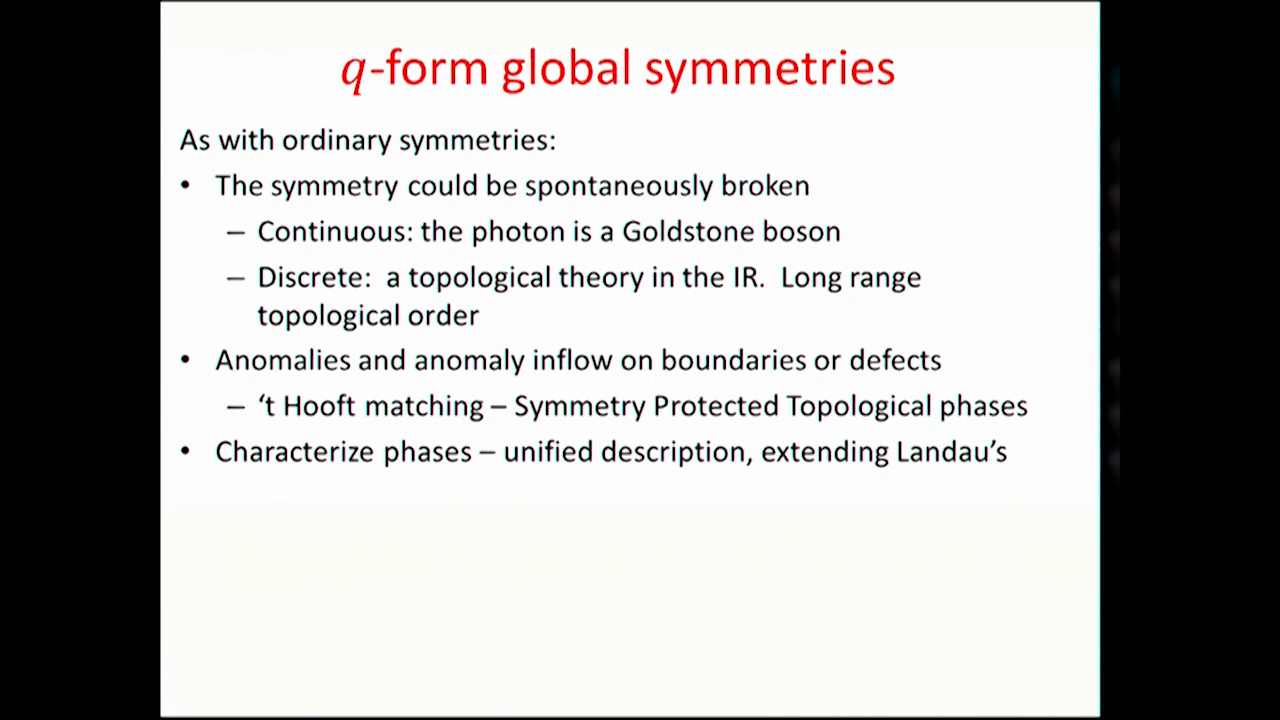 q-form global symmetries
As with ordinary symmetries:
• The symmetry could be spontaneously broken
– Continuous: the photon is a Goldstone boson
– Discrete: a topological theory in the IR. Long range
topological order
• Anomalies and anomaly inflow on boundaries or defects
– ‘t Hooft matching – Symmetry Protected Topological phases
• Characterize phases – unified description, extending Landau’s